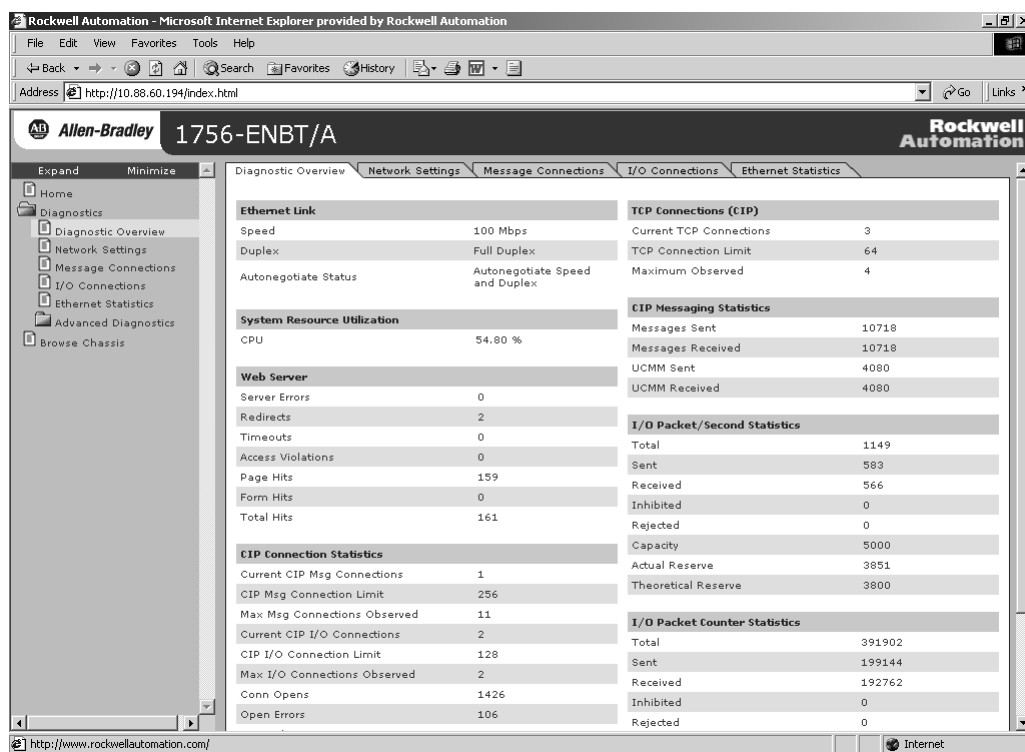 Rockwell Automation - Microsoft Internet Explorer provided by Rockwell Automation
File Edit View Favorites Tools Help
Back Search Favorites History
Address http://10.88.60.194/index.html Go Links
AB Allen-Bradley 1756-ENBT/A Rockwell Automation
Expand Minimize
Home
Diagnostics
Diagnostic Overview
Network Settings
Message Connections
I/O Connections
Ethernet Statistics
Advanced Diagnostics
Browse Chassis
Diagnostic Overview Network Settings Message Connections I/O Connections Ethernet Statistics
Ethernet Link
Speed 100 Mbps
Duplex Full Duplex
Autonegotiate Status Autonegotiate Speed and Duplex
System Resource Utilization
CPU 54.80 %
Web Server
Server Errors 0
Redirects 2
Timeouts 0
Access Violations 0
Page Hits 159
Form Hits 0
Total Hits 161
CIP Connection Statistics
Current CIP Msg Connections 1
CIP Msg Connection Limit 256
Max Msg Connections Observed 11
Current CIP I/O Connections 2
CIP I/O Connection Limit 128
Max I/O Connections Observed 2
Conn Opens 1426
Open Errors 106
TCP Connections (CIP)
Current TCP Connections 3
TCP Connection Limit 64
Maximum Observed 4
CIP Messaging Statistics
Messages Sent 10718
Messages Received 10718
UCMM Sent 4080
UCMM Received 4080
I/O Packet/Second Statistics
Total 1149
Sent 583
Received 566
Inhibited 0
Rejected 0
Capacity 5000
Actual Reserve 3851
Theoretical Reserve 3800
I/O Packet Counter Statistics
Total 391902
Sent 199144
Received 192762
Inhibited 0
Rejected 0
http://www.rockwellautomation.com/ Internet